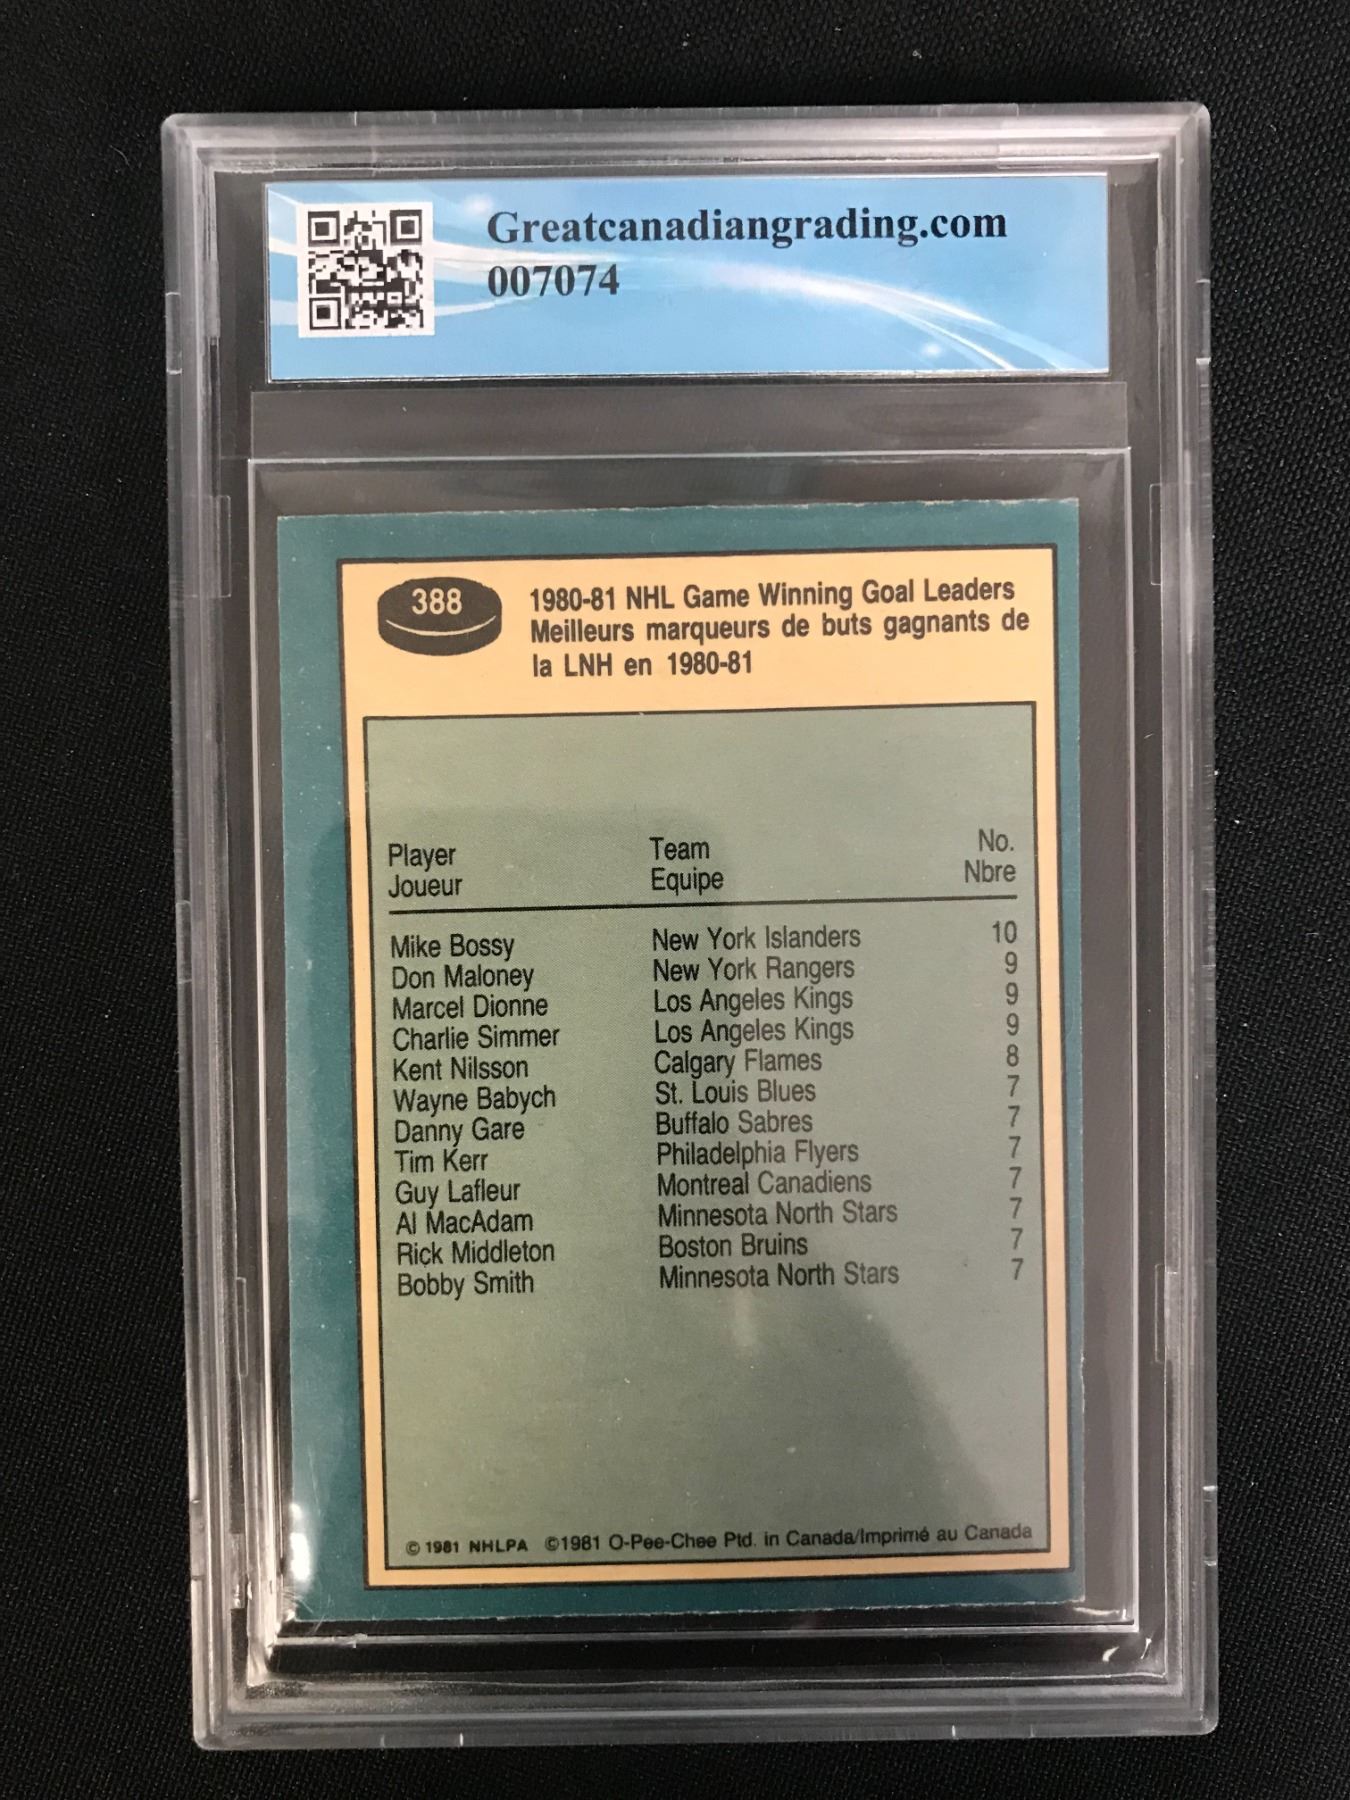 Greatcanadiangrading.com
007074
388
1980-81 NHL Game Winning Goal Leaders
Meilleurs marqueurs de buts gagnants de
la LNH en 1980-81
Player Team No.
Joueur Equipe Nbre
Mike Bossy New York Islanders 10
Don Maloney New York Rangers 9
Marcel Dionne Los Angeles Kings 9
Charlie Simmer Los Angeles Kings 9
Kent Nilsson Calgary Flames 8
Wayne Babych St. Louis Blues 7
Danny Gare Buffalo Sabres 7
Tim Kerr Philadelphia Flyers 7
Guy Lafleur Montreal Canadiens 7
Al MacAdam Minnesota North Stars 7
Rick Middleton Boston Bruins 7
Bobby Smith Minnesota North Stars 7
© 1981 NHLPA ©1981 O-Pee-Chee Ptd. in Canada/Imprimé au Canada